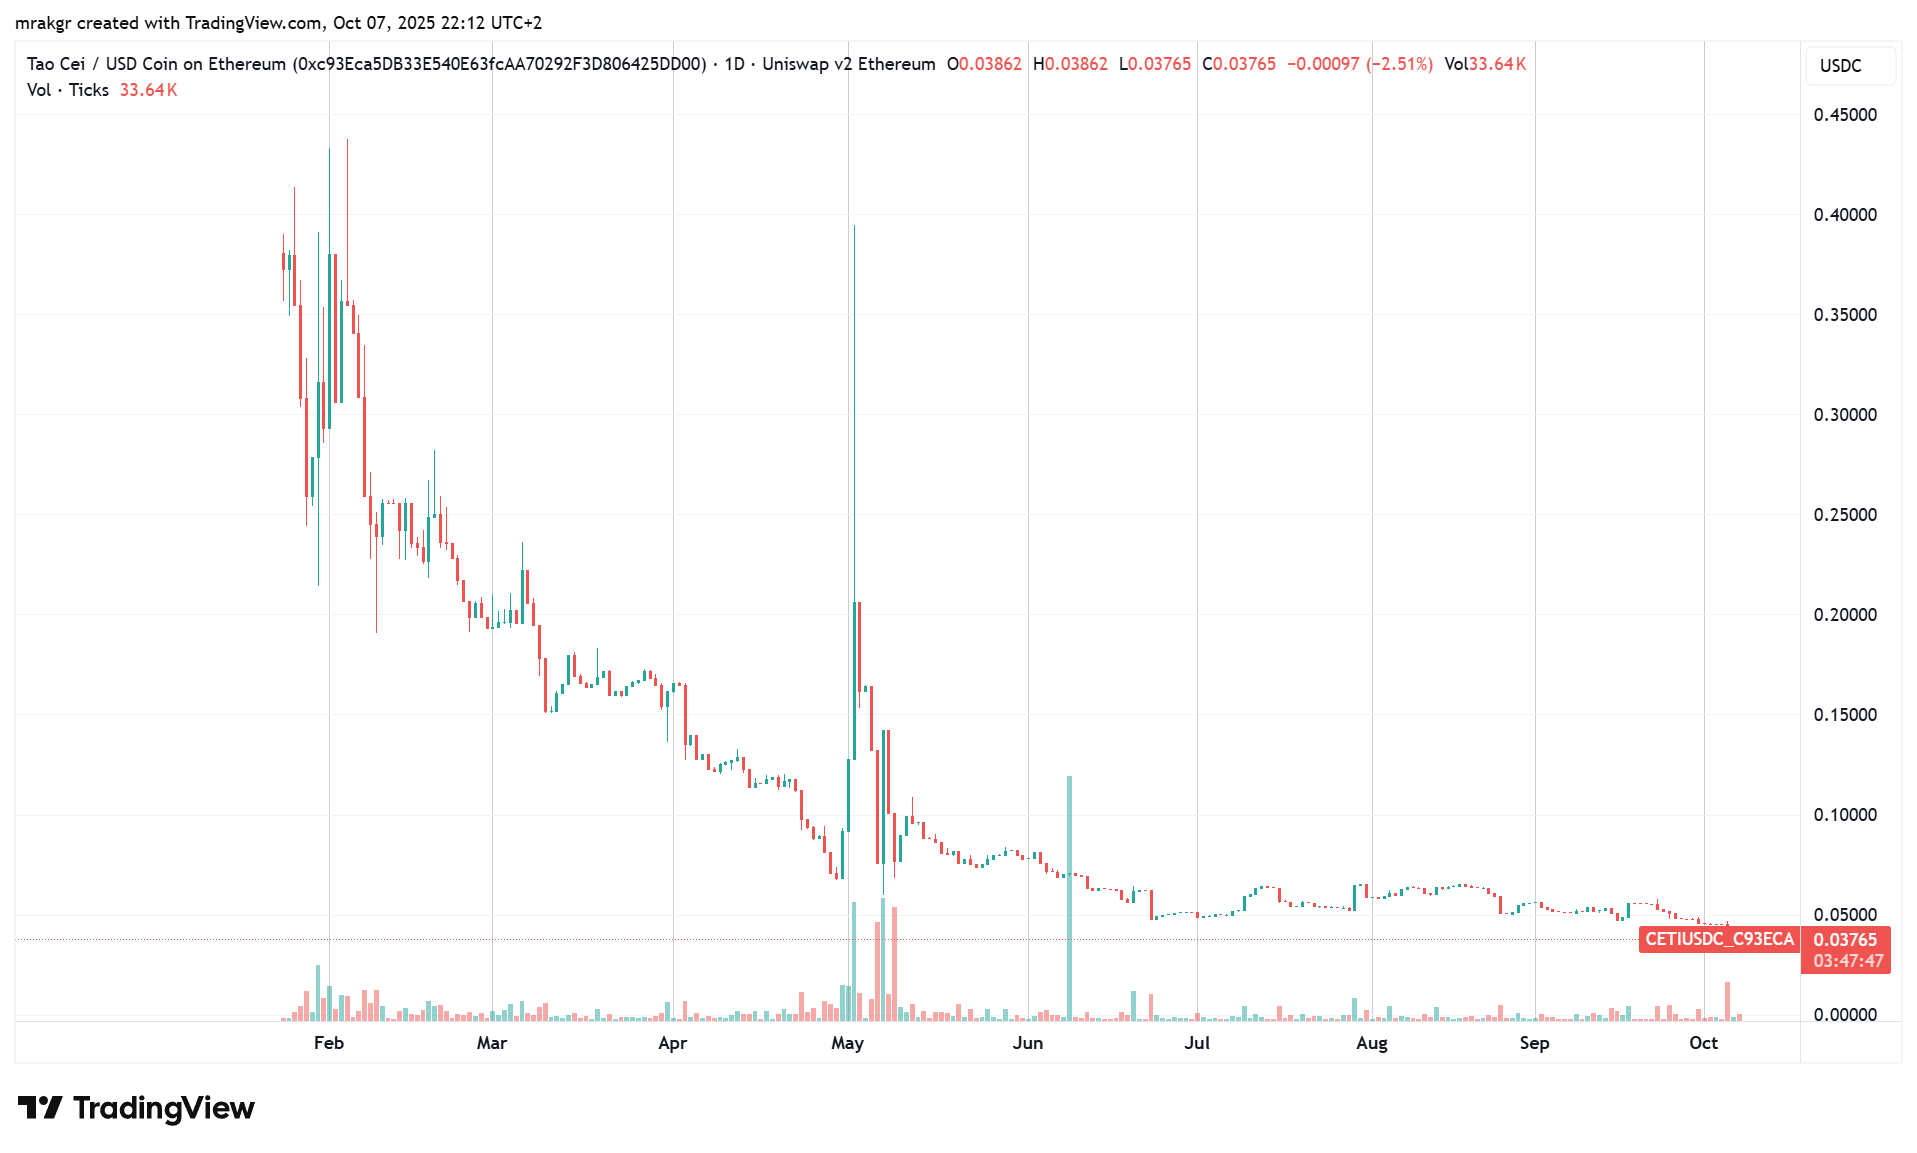 mrakgr created with TradingView.com, Oct 07, 2025 22:12 UTC+2
Tao Cei / USD Coin on Ethereum (0xc93Eca5DB33E540E63fcAA70292F3D806425DD00) · 1D · Uniswap v2 Ethereum O0.03862 H0.03862 L0.03765 C0.03765 −0.00097 (−2.51%) Vol33.64K
Vol · Ticks 33.64K
USDC
0.45000
0.40000
0.35000
0.30000
0.25000
0.20000
0.15000
0.10000
0.05000
CETIUSDC_C93ECA 0.03765
03:47:47
0.00000
Feb Mar Apr May Jun Jul Aug Sep Oct
TradingView